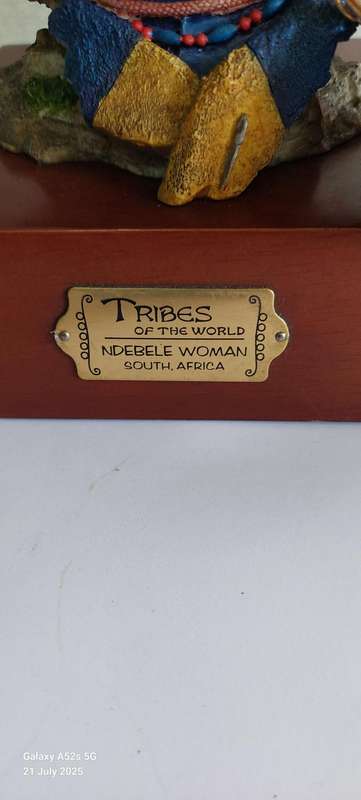 TRIBES
OF THE WORLD
NDEBELE WOMAN
SOUTH, AFRICA
Galaxy A52s 5G
21 July 2025